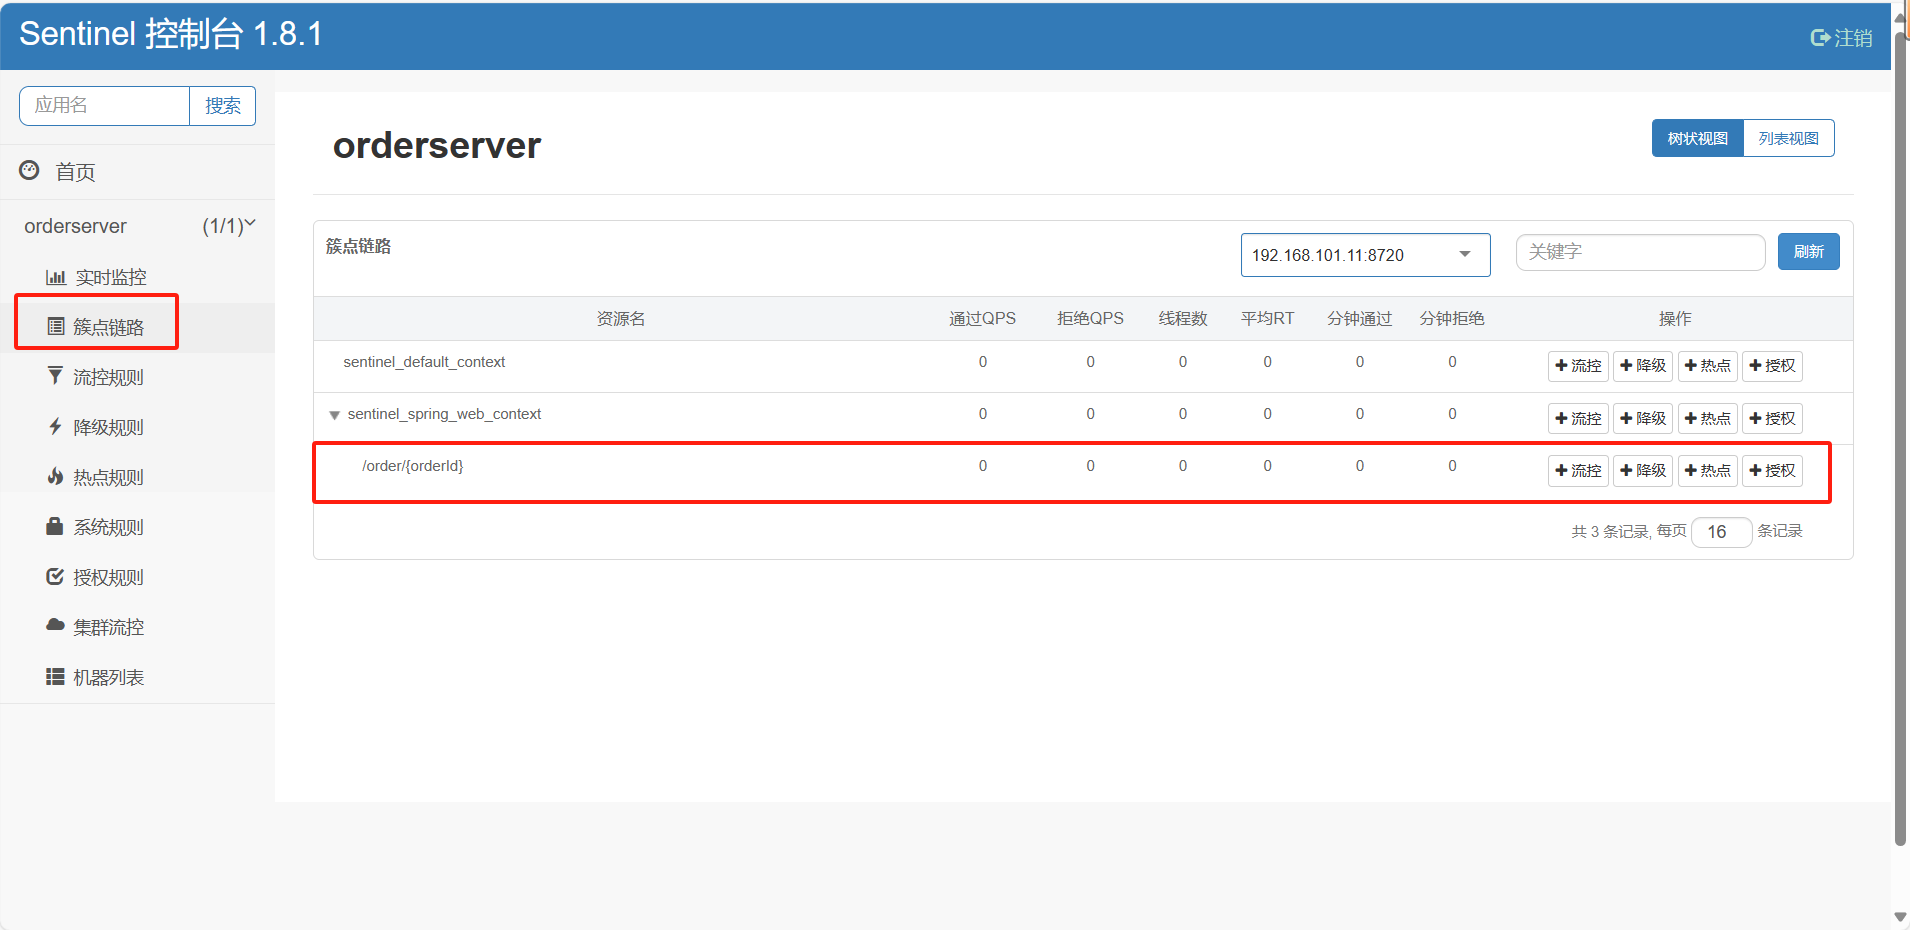 Sentinel 控制台 1.8.1
注销
应用名 搜索
首页
orderserver (1/1)
实时监控
簇点链路
流控规则
降级规则
热点规则
系统规则
授权规则
集群流控
机器列表
orderserver
树状视图 列表视图
簇点链路 192.168.101.11:8720 关键字 刷新
资源名 通过QPS 拒绝QPS 线程数 平均RT 分钟通过 分钟拒绝 操作
sentinel_default_context 0 0 0 0 0 0 流控 降级 热点 授权
sentinel_spring_web_context 0 0 0 0 0 0 流控 降级 热点 授权
/order/{orderId} 0 0 0 0 0 0 流控 降级 热点 授权
共 3 条记录, 每页 16 条记录